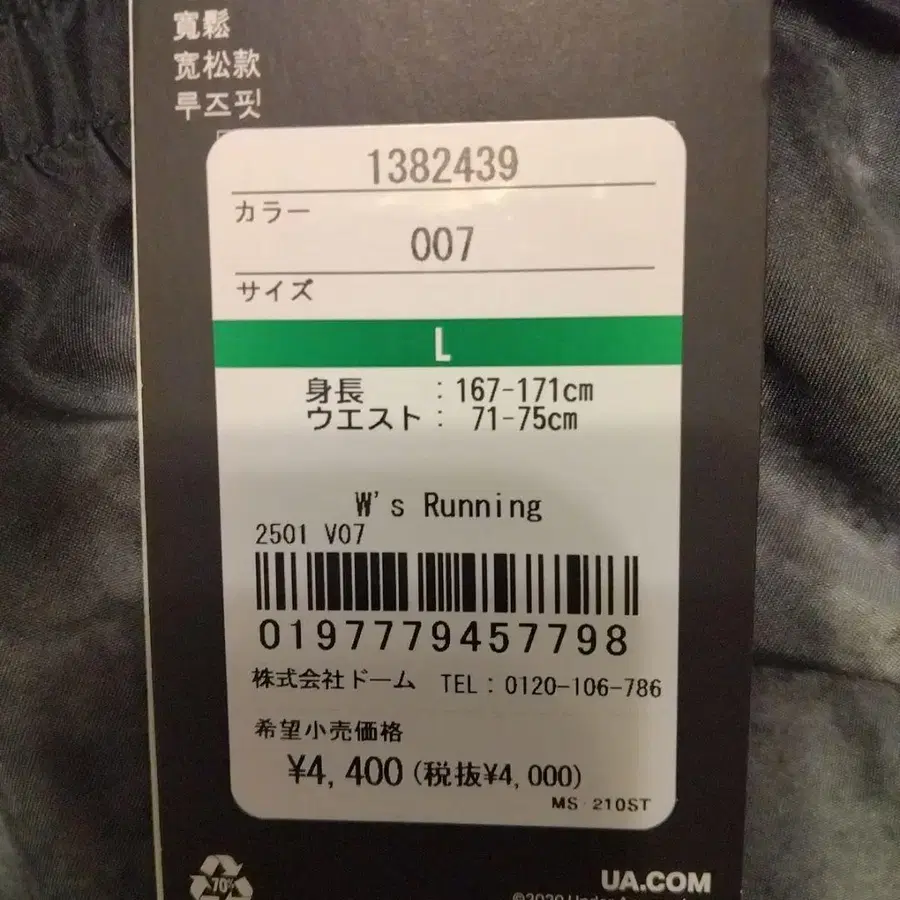 寬鬆
宽松款
루즈핏
1382439
カラー
007
サイズ
L
身長 : 167-171cm
ウエスト : 71-75cm
W's Running
2501 V07
0197779457798
株式会社ドーム TEL : 0120-106-786
希望小売価格
¥4,400 (税抜¥4,000)
MS-210ST
70%
UA.COM